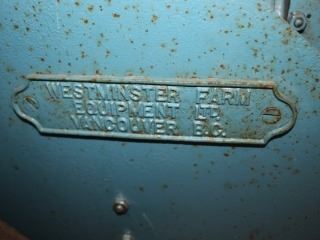 WESTMINSTER FARM
EQUIPMENT LTD
VANCOUVER B.C.